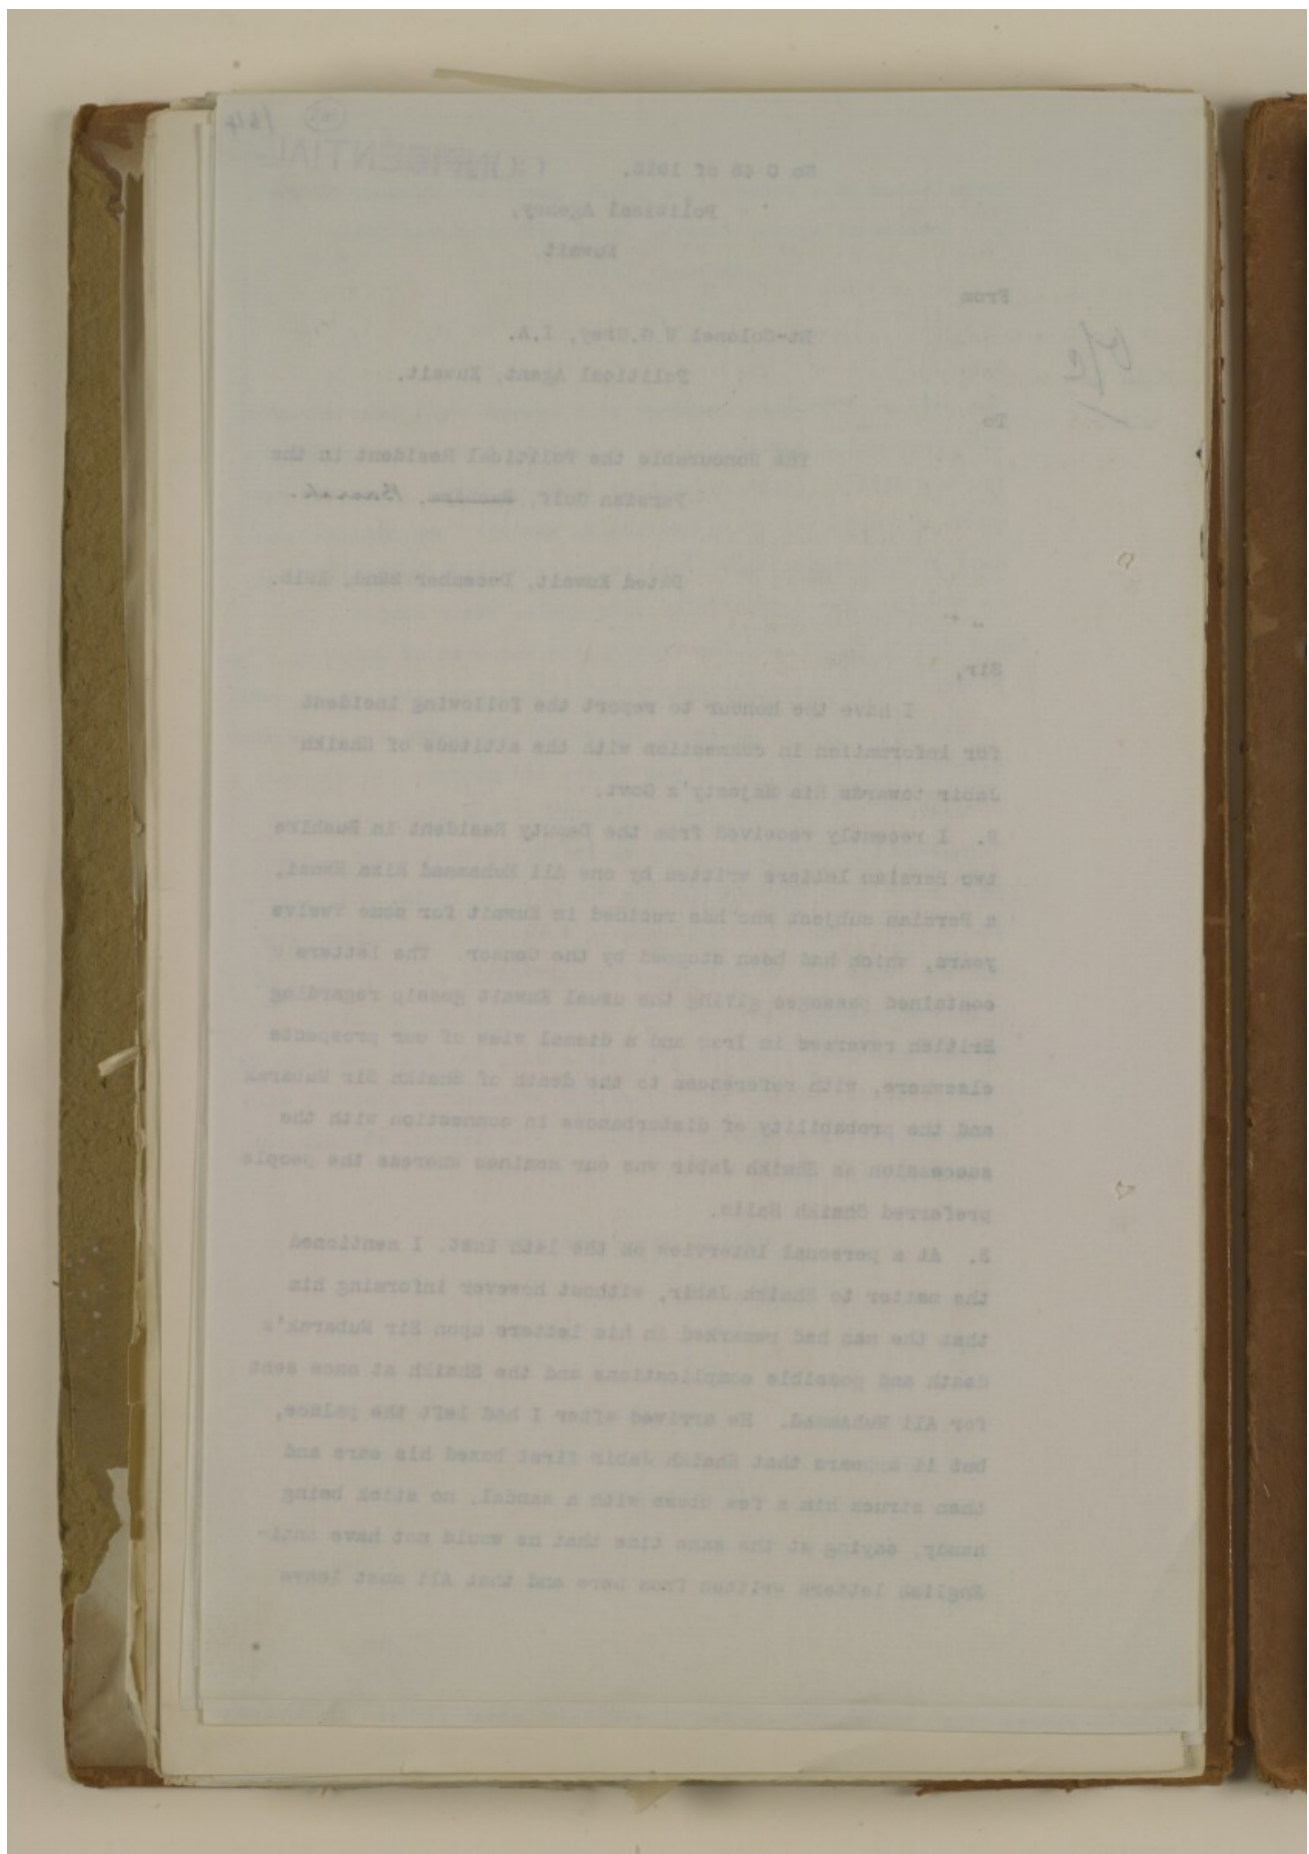 164
CONFIDENTIAL
No C 46 of 1915.
Political Agency,
Kuwait.
From
Lt-Colonel W G.Grey, I.A.
Political Agent, Kuwait.
To
The Honourable the Political Resident in the
Persian Gulf, Bushire, Basrah.
Dated Kuwait, December 22nd, 1915.
Sir,
I have the honour to report the following incident
for information in connection with the attitude of Shaikh
Jabir towards His Majesty's Govt.
2. I recently received from the Deputy Resident in Bushire
two Persian letters written by one Ali Muhammad
a Persian subject who has resided in Kuwait for some twelve
years, which had been stopped by the Censor. The letters
contained passages giving the usual Kuwait gossip regarding
British reverses in Iraq and a dismal view of our prospects
elsewhere, with references to the death of Shaikh Sir Mubarak
and the probability of disturbances in connection with the
succession as Shaikh Jabir was our nominee whereas the people
preferred Shaikh Salim.
3. At a personal interview on the 14th inst. I mentioned
the matter to Shaikh Jabir, without however informing him
that the man had remarked in his letters upon Sir Mubarak's
death and possible complications and the Shaikh at once sent
for Ali Muhammad. He arrived after I had left the palace,
but it appears that Shaikh Jabir first boxed his ears and
then struck him a few blows with a sandal, no stick being
handy, saying at the same time that he would not have anti-
English letters written from here and that Ali must leave